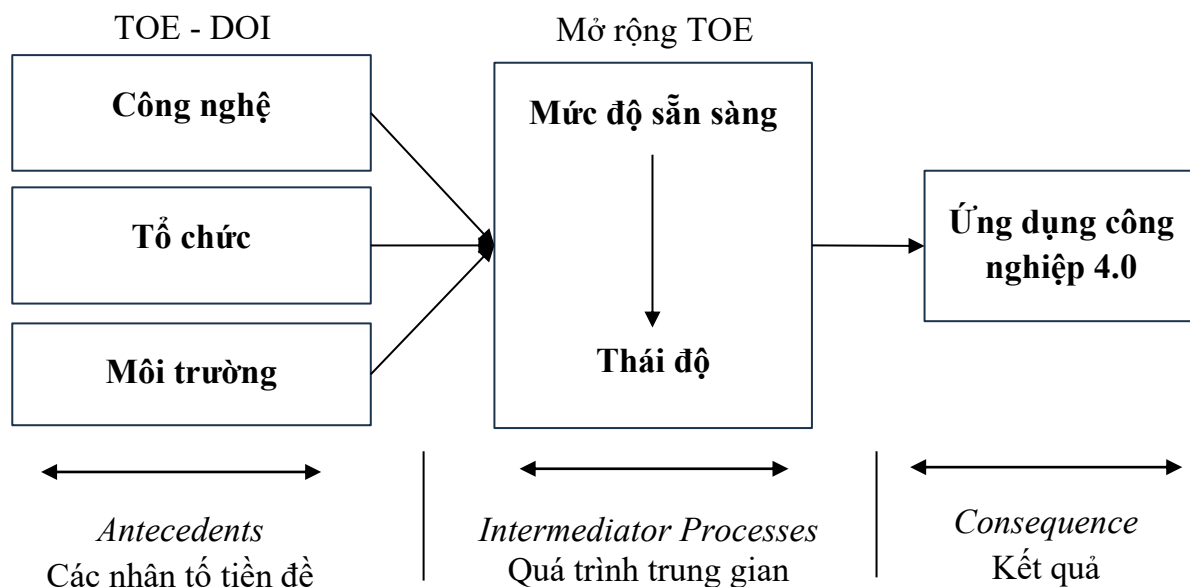 TOE - DOI
Công nghệ
Tổ chức
Môi trường
Mở rộng TOE
Mức độ sẵn sàng
Thái độ
Ứng dụng công
nghiệp 4.0
Antecedents
Các nhân tố tiền đề
Intermediator Processes
Quá trình trung gian
Consequence
Kết quả